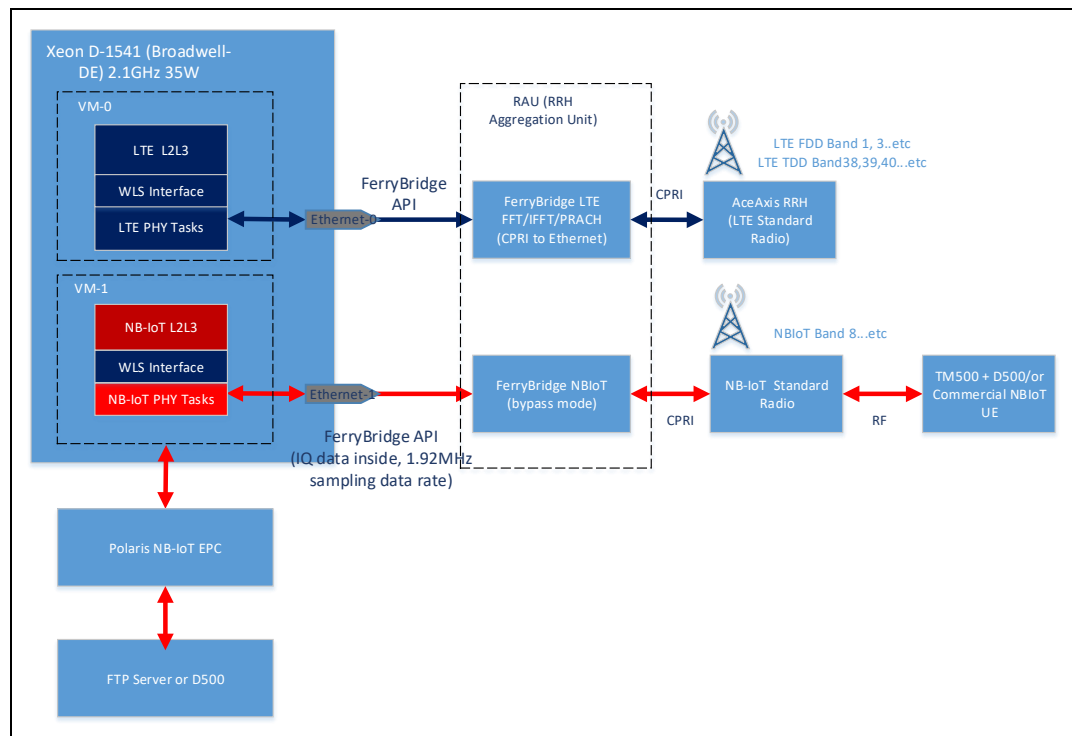 Xeon D-1541 (Broadwell-
DE) 2.1GHz 35W
VM-0
LTE L2L3
WLS Interface
LTE PHY Tasks
Ethernet-0
FerryBridge
API
RAU (RRH
Aggregation Unit)
FerryBridge LTE
FFT/IFFT/PRACH
(CPRI to Ethernet)
CPRI
LTE FDD Band 1, 3..etc
LTE TDD Band38,39,40...etc
AceAxis RRH
(LTE Standard
Radio)
VM-1
NB-IoT L2L3
WLS Interface
NB-IoT PHY Tasks
Ethernet-1
FerryBridge API
(IQ data inside, 1.92MHz
sampling data rate)
FerryBridge NBIoT
(bypass mode)
CPRI
NBIoT Band 8...etc
NB-IoT Standard
Radio
RF
TM500 + D500/or
Commercial NBIoT
UE
Polaris NB-IoT EPC
FTP Server or D500